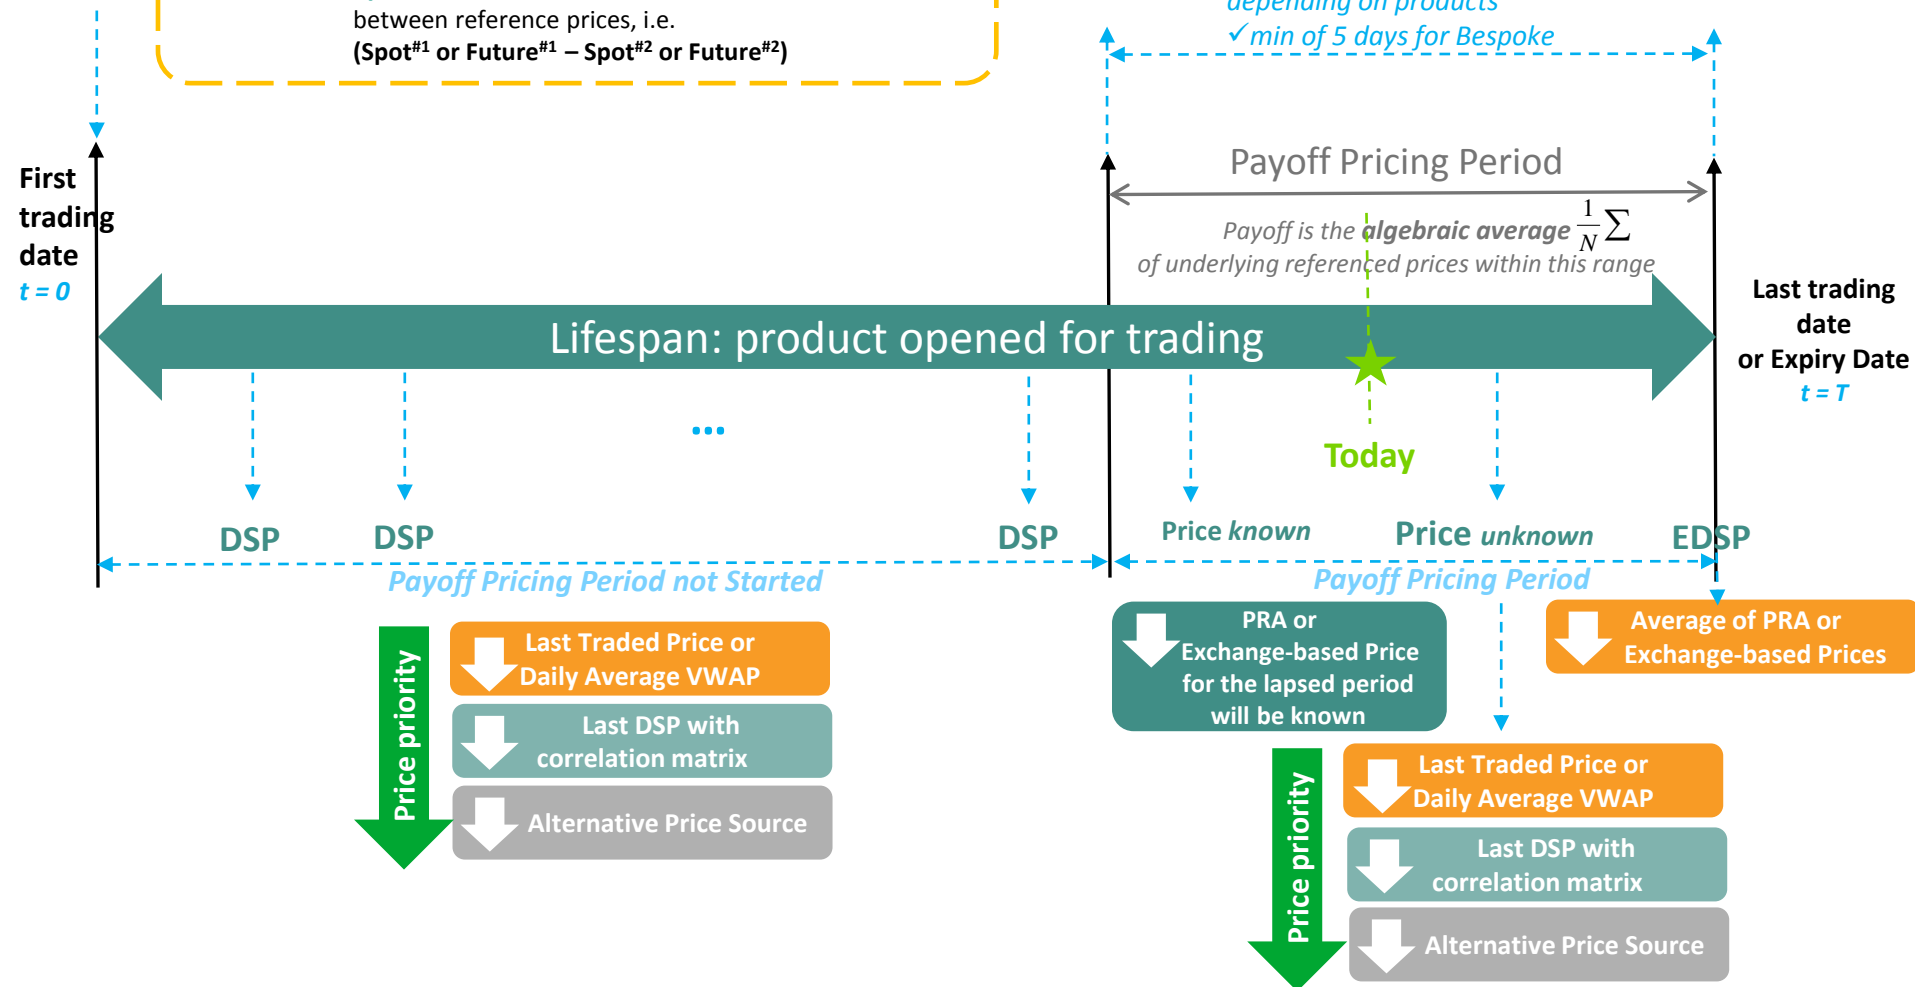 between reference prices, i.e.
(Spot#1 or Future#1 – Spot#2 or Future#2)
depending on products
✓min of 5 days for Bespoke
First
trading
date
t = 0
Payoff Pricing Period
Payoff is the algebraic average 1/N ∑
of underlying referenced prices within this range
Lifespan: product opened for trading
Last trading
date
or Expiry Date
t = T
...
Today
DSP
DSP
DSP
Price known
Price unknown
EDSP
Payoff Pricing Period not Started
Payoff Pricing Period
Price priority
Last Traded Price or
Daily Average VWAP
Last DSP with
correlation matrix
Alternative Price Source
PRA or
Exchange-based Price
for the lapsed period
will be known
Average of PRA or
Exchange-based Prices
Price priority
Last Traded Price or
Daily Average VWAP
Last DSP with
correlation matrix
Alternative Price Source